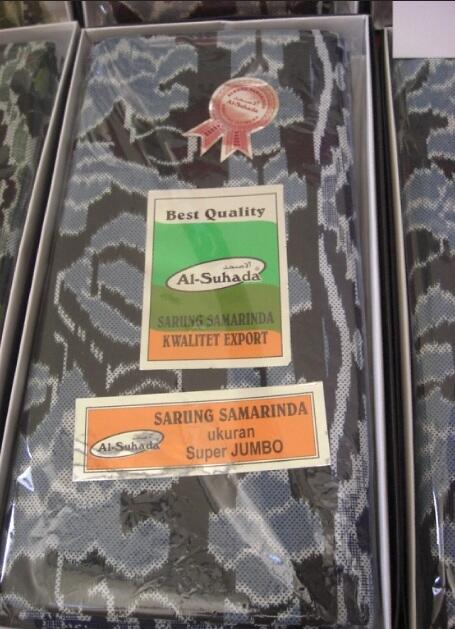 Al-Suhada
Best Quality
Al-Suhada®
SARUNG SAMARINDA
KWALITET EXPORT
SARUNG SAMARINDA
ukuran
Super JUMBO
Al-Suhada